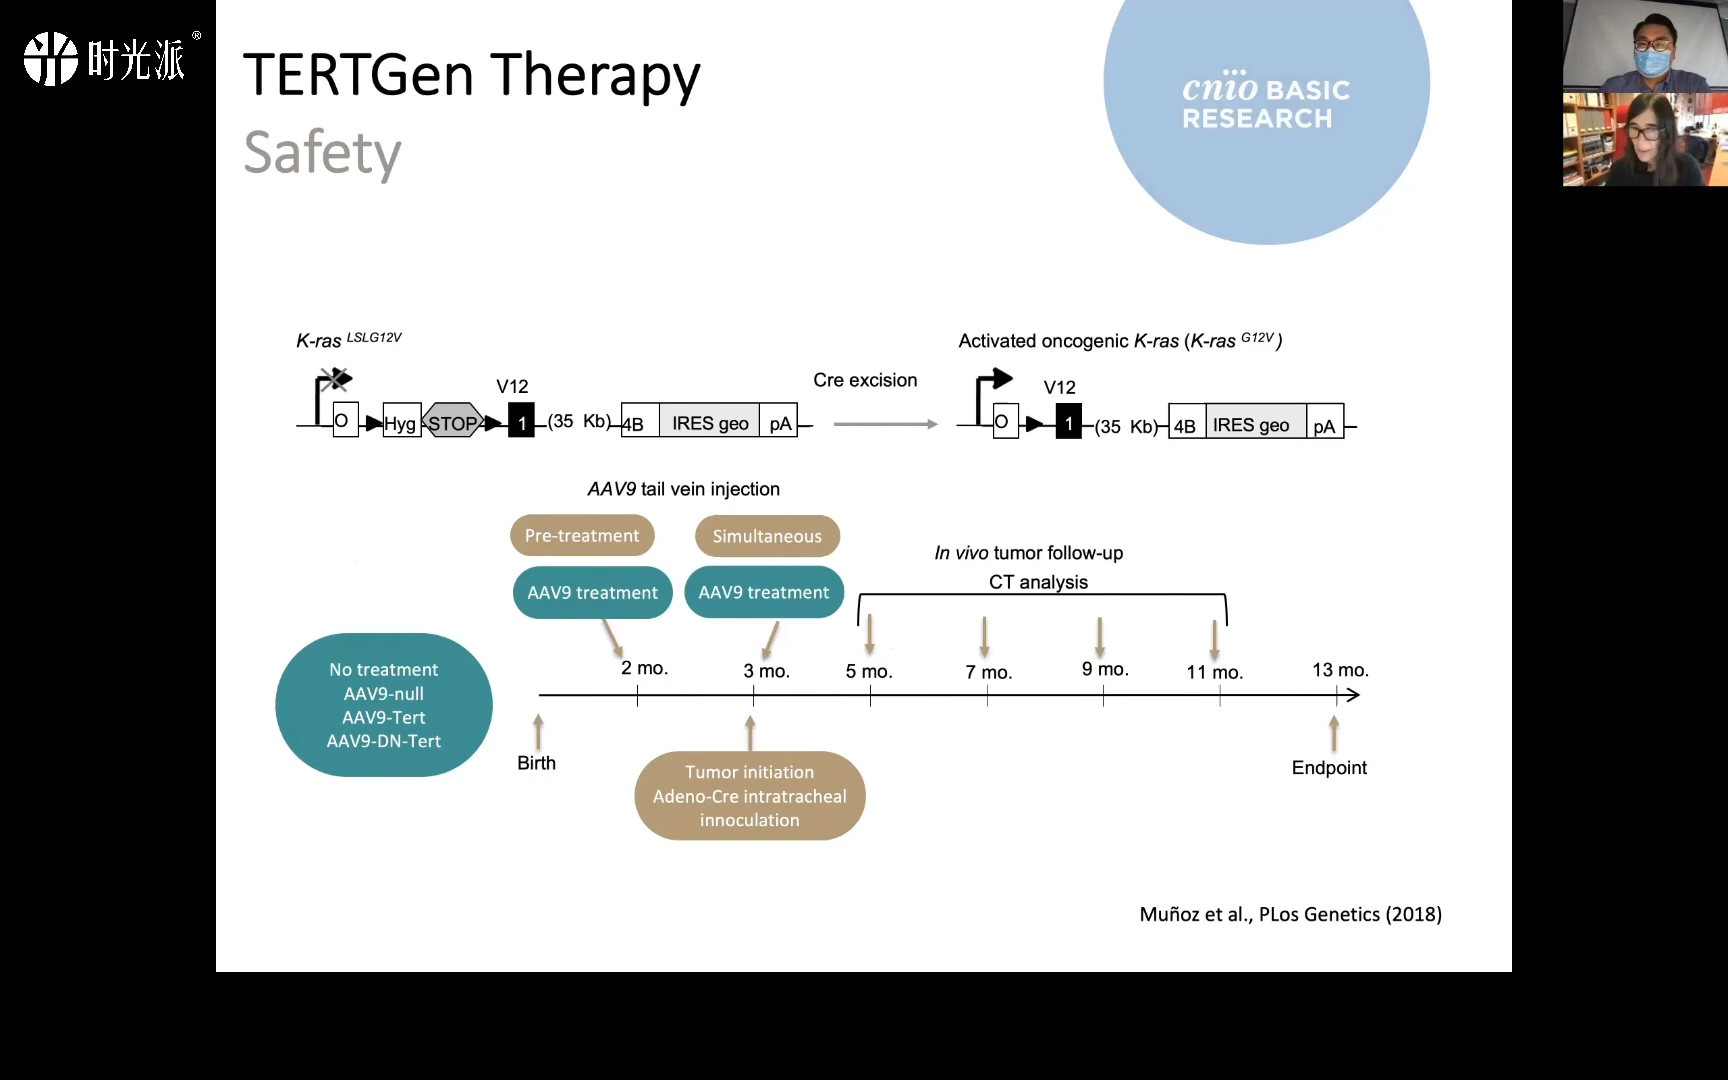 时光派®
TERTGen Therapy
Safety
cnio BASIC
RESEARCH
K-ras LSLG12V
Activated oncogenic K-ras (K-ras G12V)
V12
Cre excision
V12
O Hyg STOP 1 (35 Kb) 4B IRES geo pA
O 1 (35 Kb) 4B IRES geo pA
AAV9 tail vein injection
Pre-treatment
Simultaneous
AAV9 treatment
AAV9 treatment
In vivo tumor follow-up
CT analysis
No treatment
AAV9-null
AAV9-Tert
AAV9-DN-Tert
2 mo.
3 mo.
5 mo.
7 mo.
9 mo.
11 mo.
13 mo.
Birth
Tumor initiation
Adeno-Cre intratracheal
innoculation
Endpoint
Muñoz et al., PLos Genetics (2018)